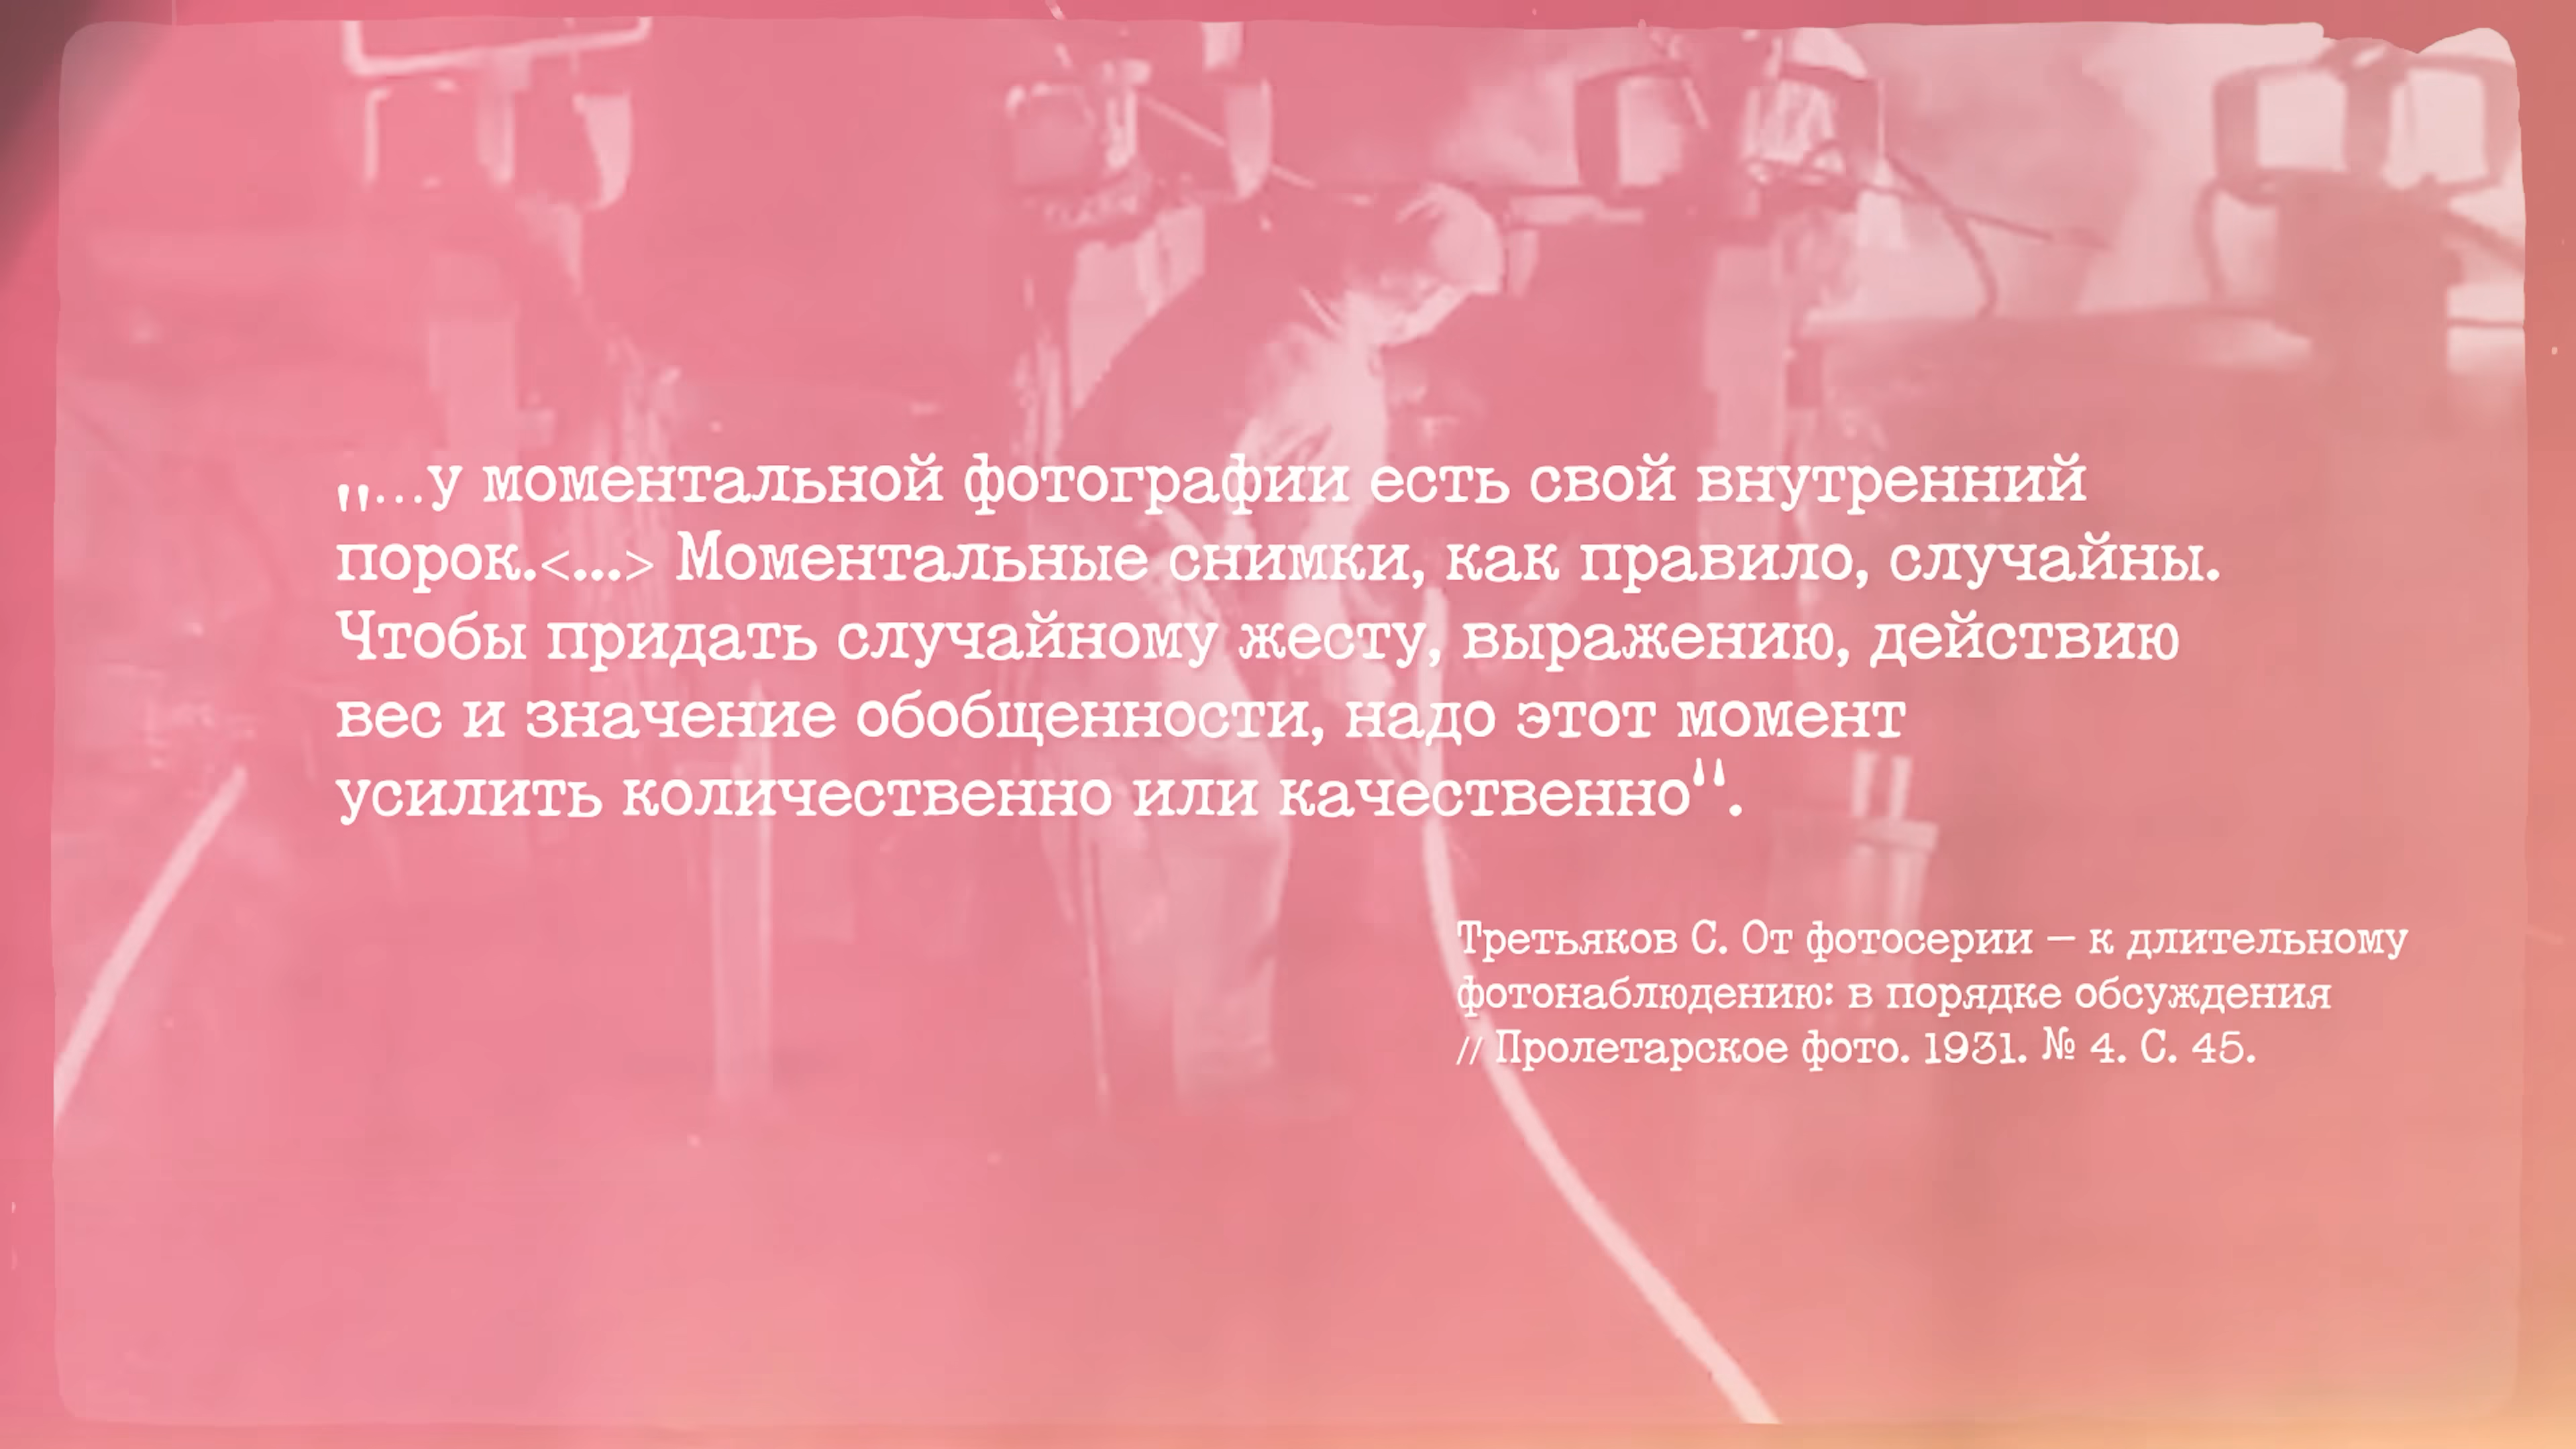 "…у моментальной фотографии есть свой внутренний
порок.<...> Моментальные снимки, как правило, случайны.
Чтобы придать случайному жесту, выражению, действию
вес и значение обобщенности, надо этот момент
усилить количественно или качественно".
Третьяков С. От фотосерии – к длительному
фотонаблюдению: в порядке обсуждения
// Пролетарское фото. 1931. № 4. С. 45.